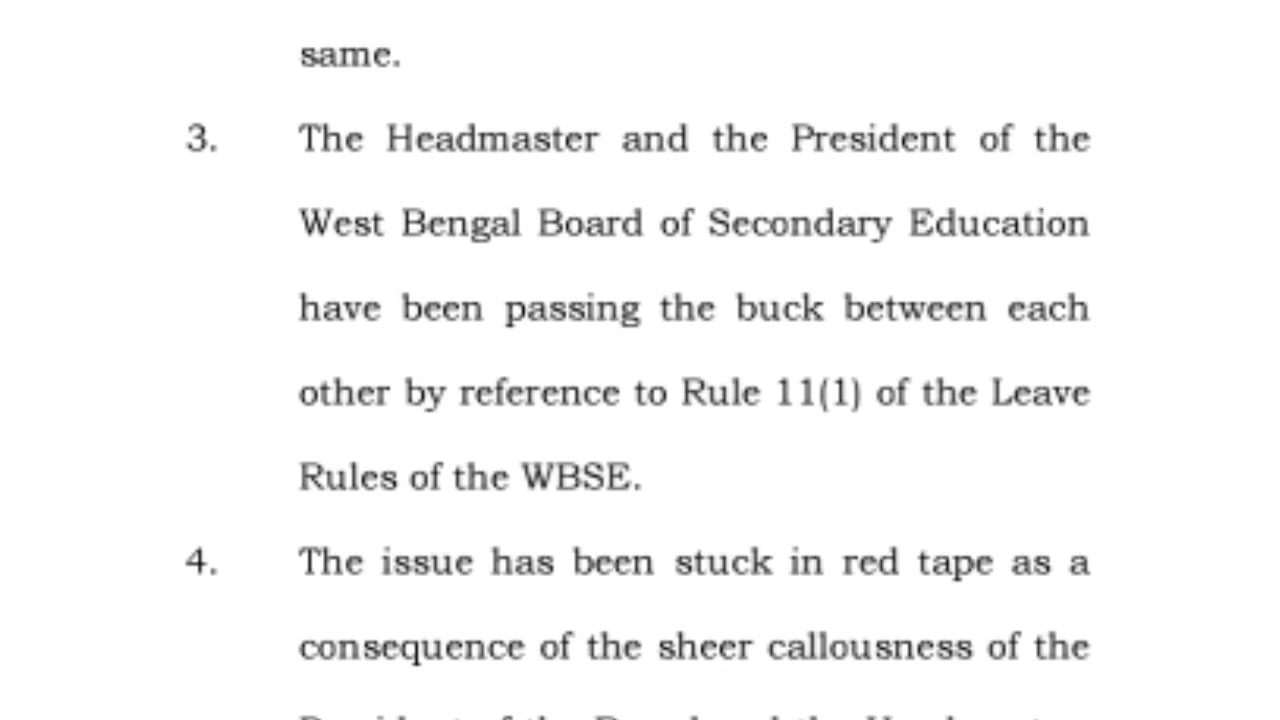 same.
3. The Headmaster and the President of the
West Bengal Board of Secondary Education
have been passing the buck between each
other by reference to Rule 11(1) of the Leave
Rules of the WBSE.
4. The issue has been stuck in red tape as a
consequence of the sheer callousness of the